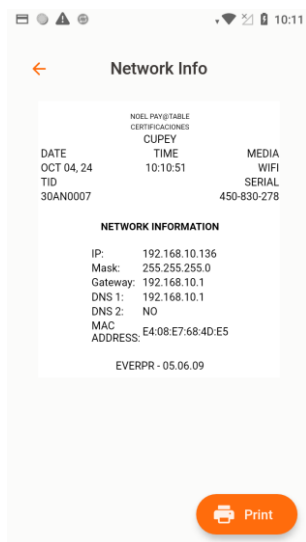 10:11
Network Info
NOEL PAY@TABLE
CERTIFICACIONES
CUPEY
DATE TIME MEDIA
OCT 04, 24 10:10:51 WIFI
TID SERIAL
30AN0007 450-830-278
NETWORK INFORMATION
IP: 192.168.10.136
Mask: 255.255.255.0
Gateway: 192.168.10.1
DNS 1: 192.168.10.1
DNS 2: NO
MAC
ADDRESS: E4:08:E7:68:4D:E5
EVERPR - 05.06.09
Print